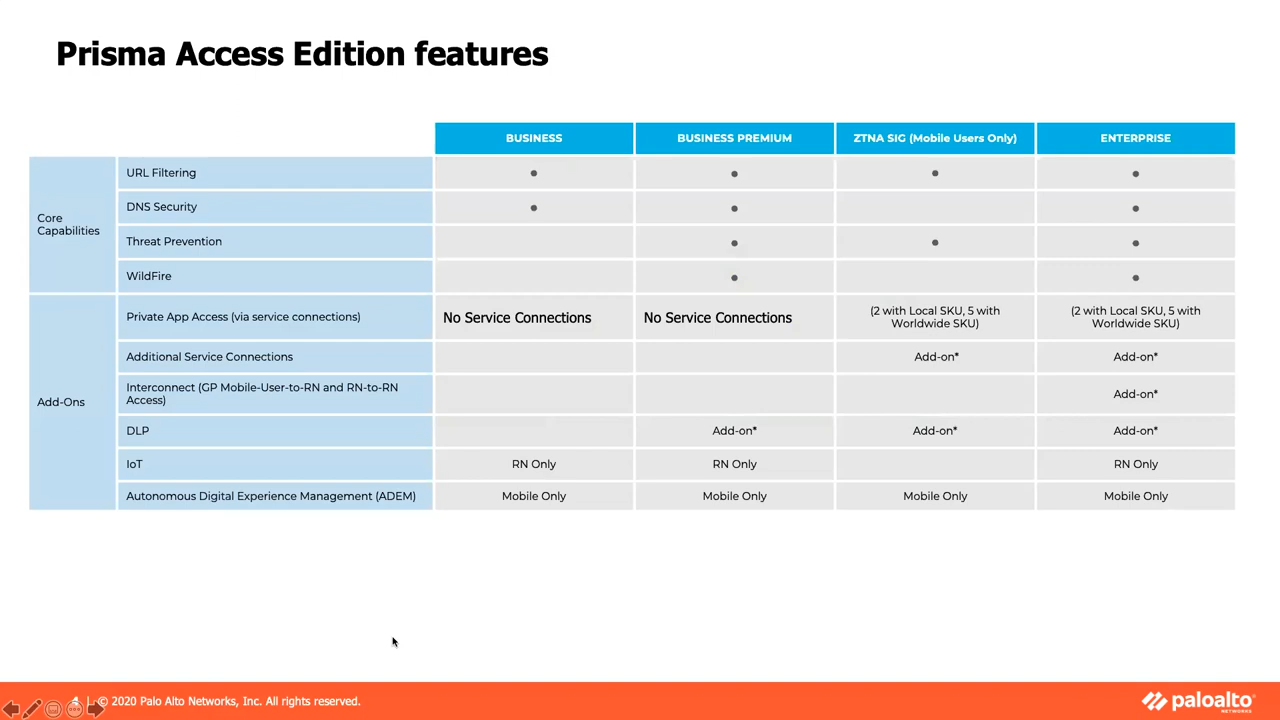 Prisma Access Edition features
BUSINESS BUSINESS PREMIUM ZTNA SIG (Mobile Users Only) ENTERPRISE
Core
Capabilities
URL Filtering • • • •
DNS Security • • •
Threat Prevention • • •
WildFire • •
Add-Ons
Private App Access (via service connections) No Service Connections No Service Connections (2 with Local SKU, 5 with
Worldwide SKU) (2 with Local SKU, 5 with
Worldwide SKU)
Additional Service Connections Add-on* Add-on*
Interconnect (GP Mobile-User-to-RN and RN-to-RN
Access) Add-on*
DLP Add-on* Add-on* Add-on*
IoT RN Only RN Only RN Only
Autonomous Digital Experience Management (ADEM) Mobile Only Mobile Only Mobile Only Mobile Only
4 | © 2020 Palo Alto Networks, Inc. All rights reserved.
paloalto
NETWORKS